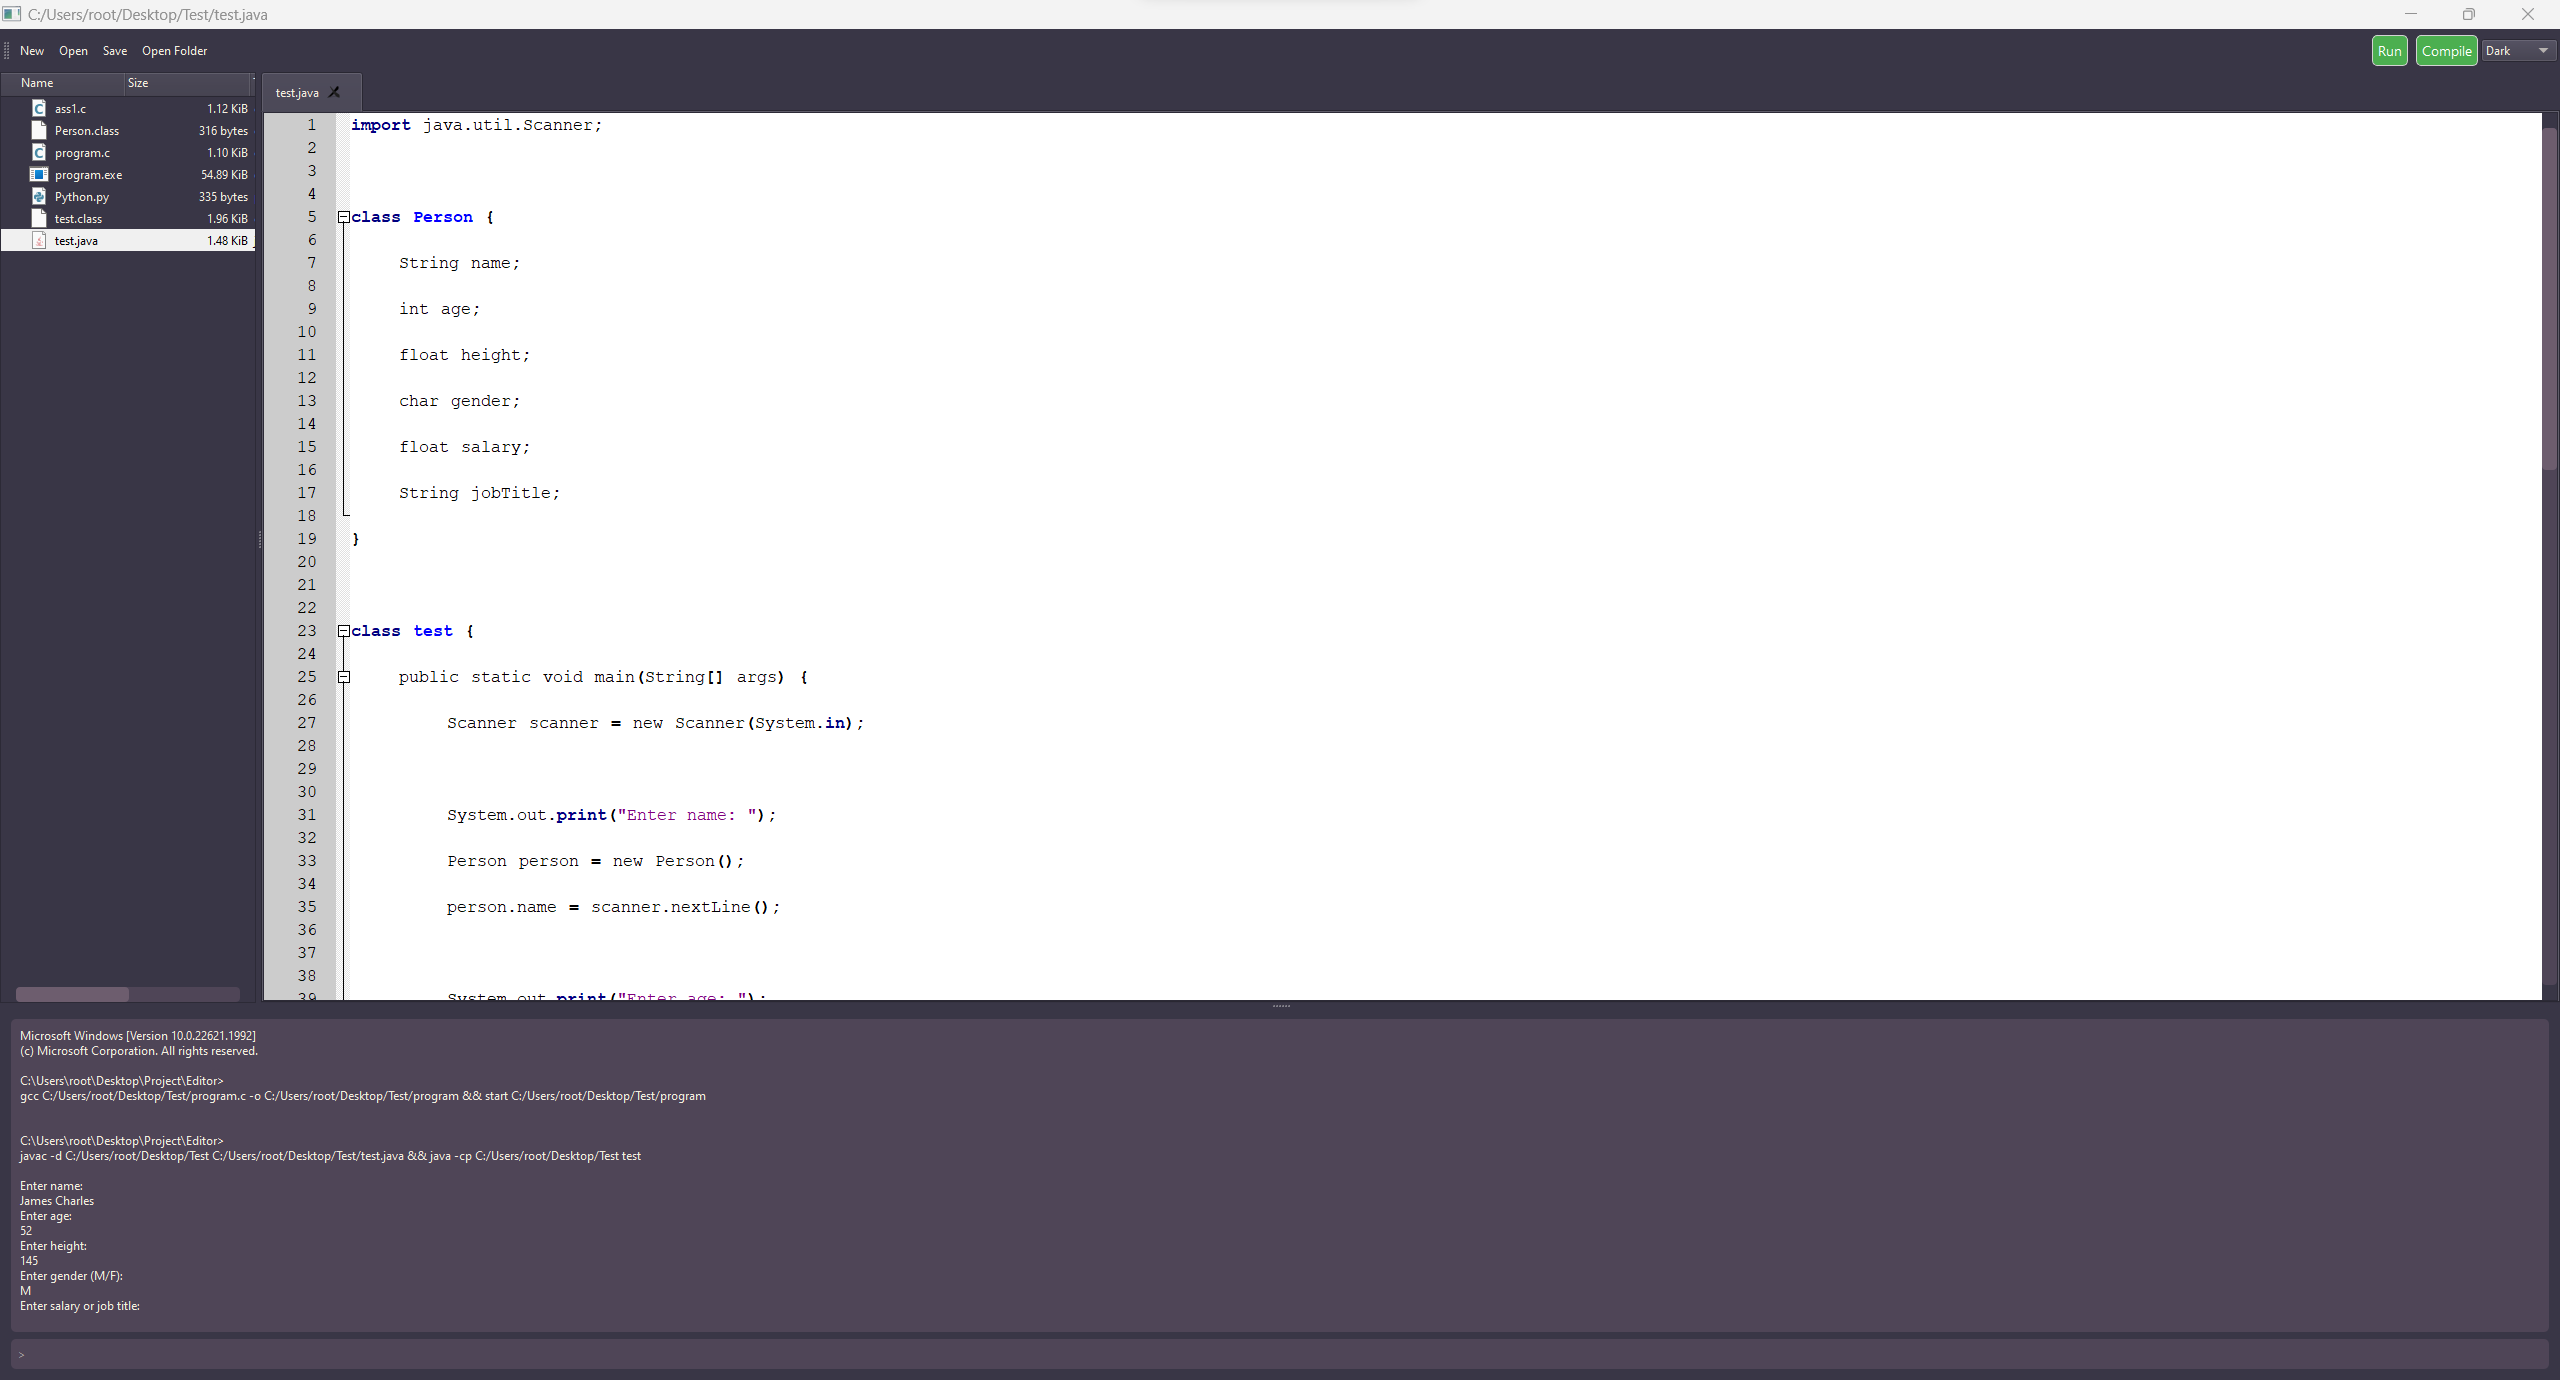 C:/Users/root/Desktop/Test/test.java
New Open Save Open Folder Run Compile Dark
Name Size
ass1.c 1.12 KiB
Person.class 316 bytes
program.c 1.10 KiB
program.exe 54.89 KiB
Python.py 335 bytes
test.class 1.96 KiB
test.java 1.48 KiB
test.java
1 import java.util.Scanner;
2
3
4
5 class Person {
6
7 String name;
8
9 int age;
10
11 float height;
12
13 char gender;
14
15 float salary;
16
17 String jobTitle;
18
19 }
20
21
22
23 class test {
24
25 public static void main(String[] args) {
26
27 Scanner scanner = new Scanner(System.in);
28
29
30
31 System.out.print("Enter name: ");
32
33 Person person = new Person();
34
35 person.name = scanner.nextLine();
36
37
38
39 System.out.print("Enter age: ");
Microsoft Windows [Version 10.0.22621.1992]
(c) Microsoft Corporation. All rights reserved.
C:\Users\root\Desktop\Project\Editor>
gcc C:/Users/root/Desktop/Test/program.c -o C:/Users/root/Desktop/Test/program && start C:/Users/root/Desktop/Test/program
C:\Users\root\Desktop\Project\Editor>
javac -d C:/Users/root/Desktop/Test C:/Users/root/Desktop/Test/test.java && java -cp C:/Users/root/Desktop/Test test
Enter name:
James Charles
Enter age:
52
Enter height:
145
Enter gender (M/F):
M
Enter salary or job title:
>